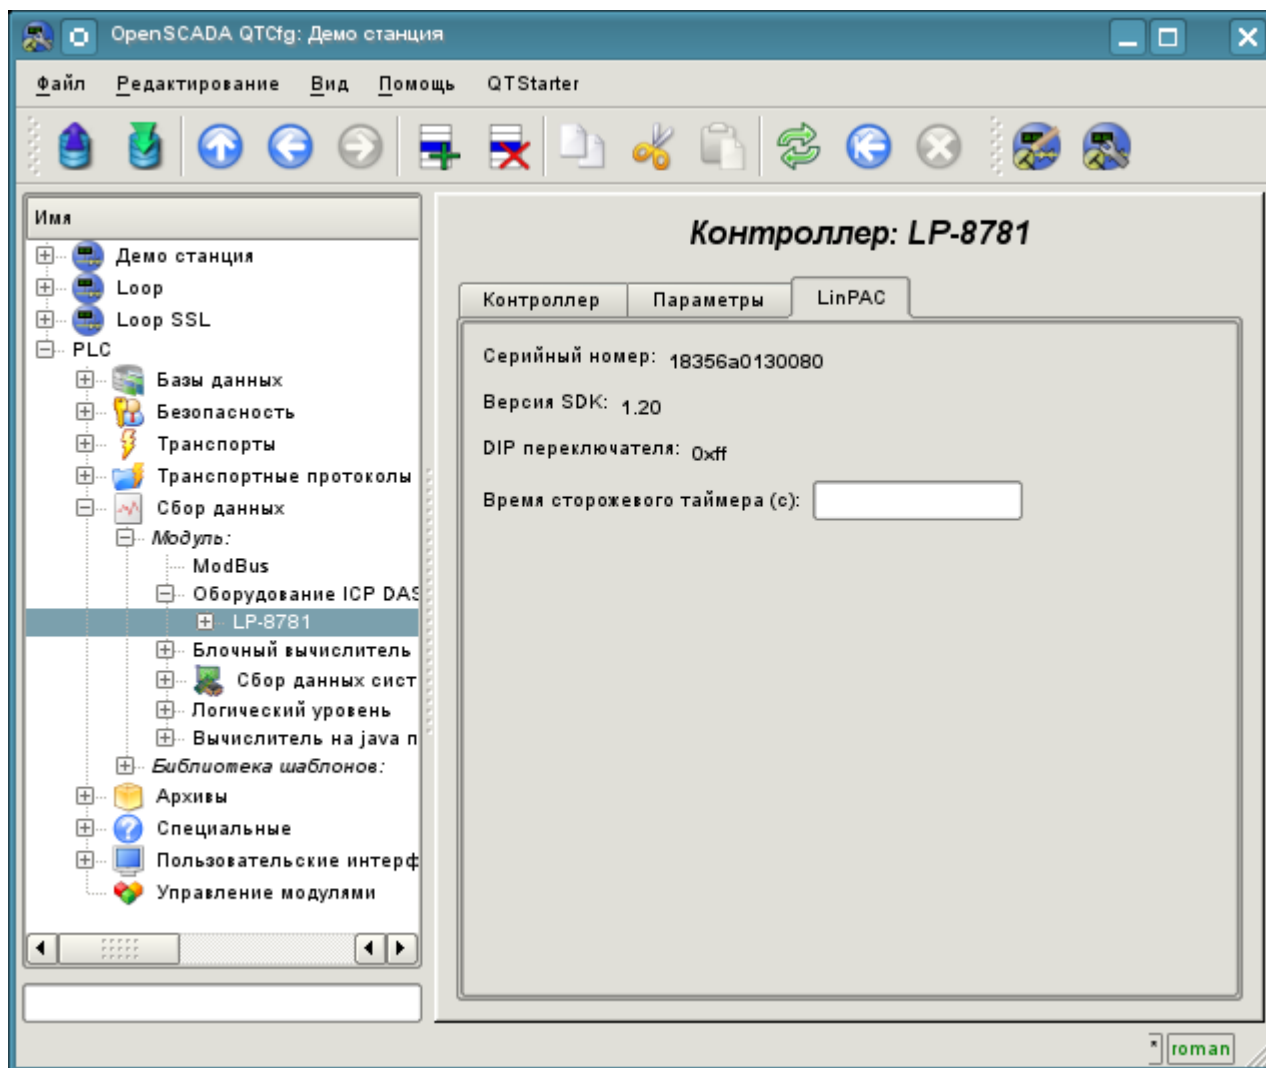 OpenSCADA QTCfg: Демо станция
Файл Редактирование Вид Помощь QTStarter
Имя
Демо станция
Loop
Loop SSL
PLC
Базы данных
Безопасность
Транспорты
Транспортные протоколы
Сбор данных
Модуль:
ModBus
Оборудование ICP DAS
LP-8781
Блочный вычислитель
Сбор данных сист
Логический уровень
Вычислитель на java п
Библиотека шаблонов:
Архивы
Специальные
Пользовательские интерф
Управление модулями
Контроллер: LP-8781
Контроллер Параметры LinPAC
Серийный номер: 18356a0130080
Версия SDK: 1.20
DIP переключателя: 0xff
Время сторожевого таймера (с):
* roman